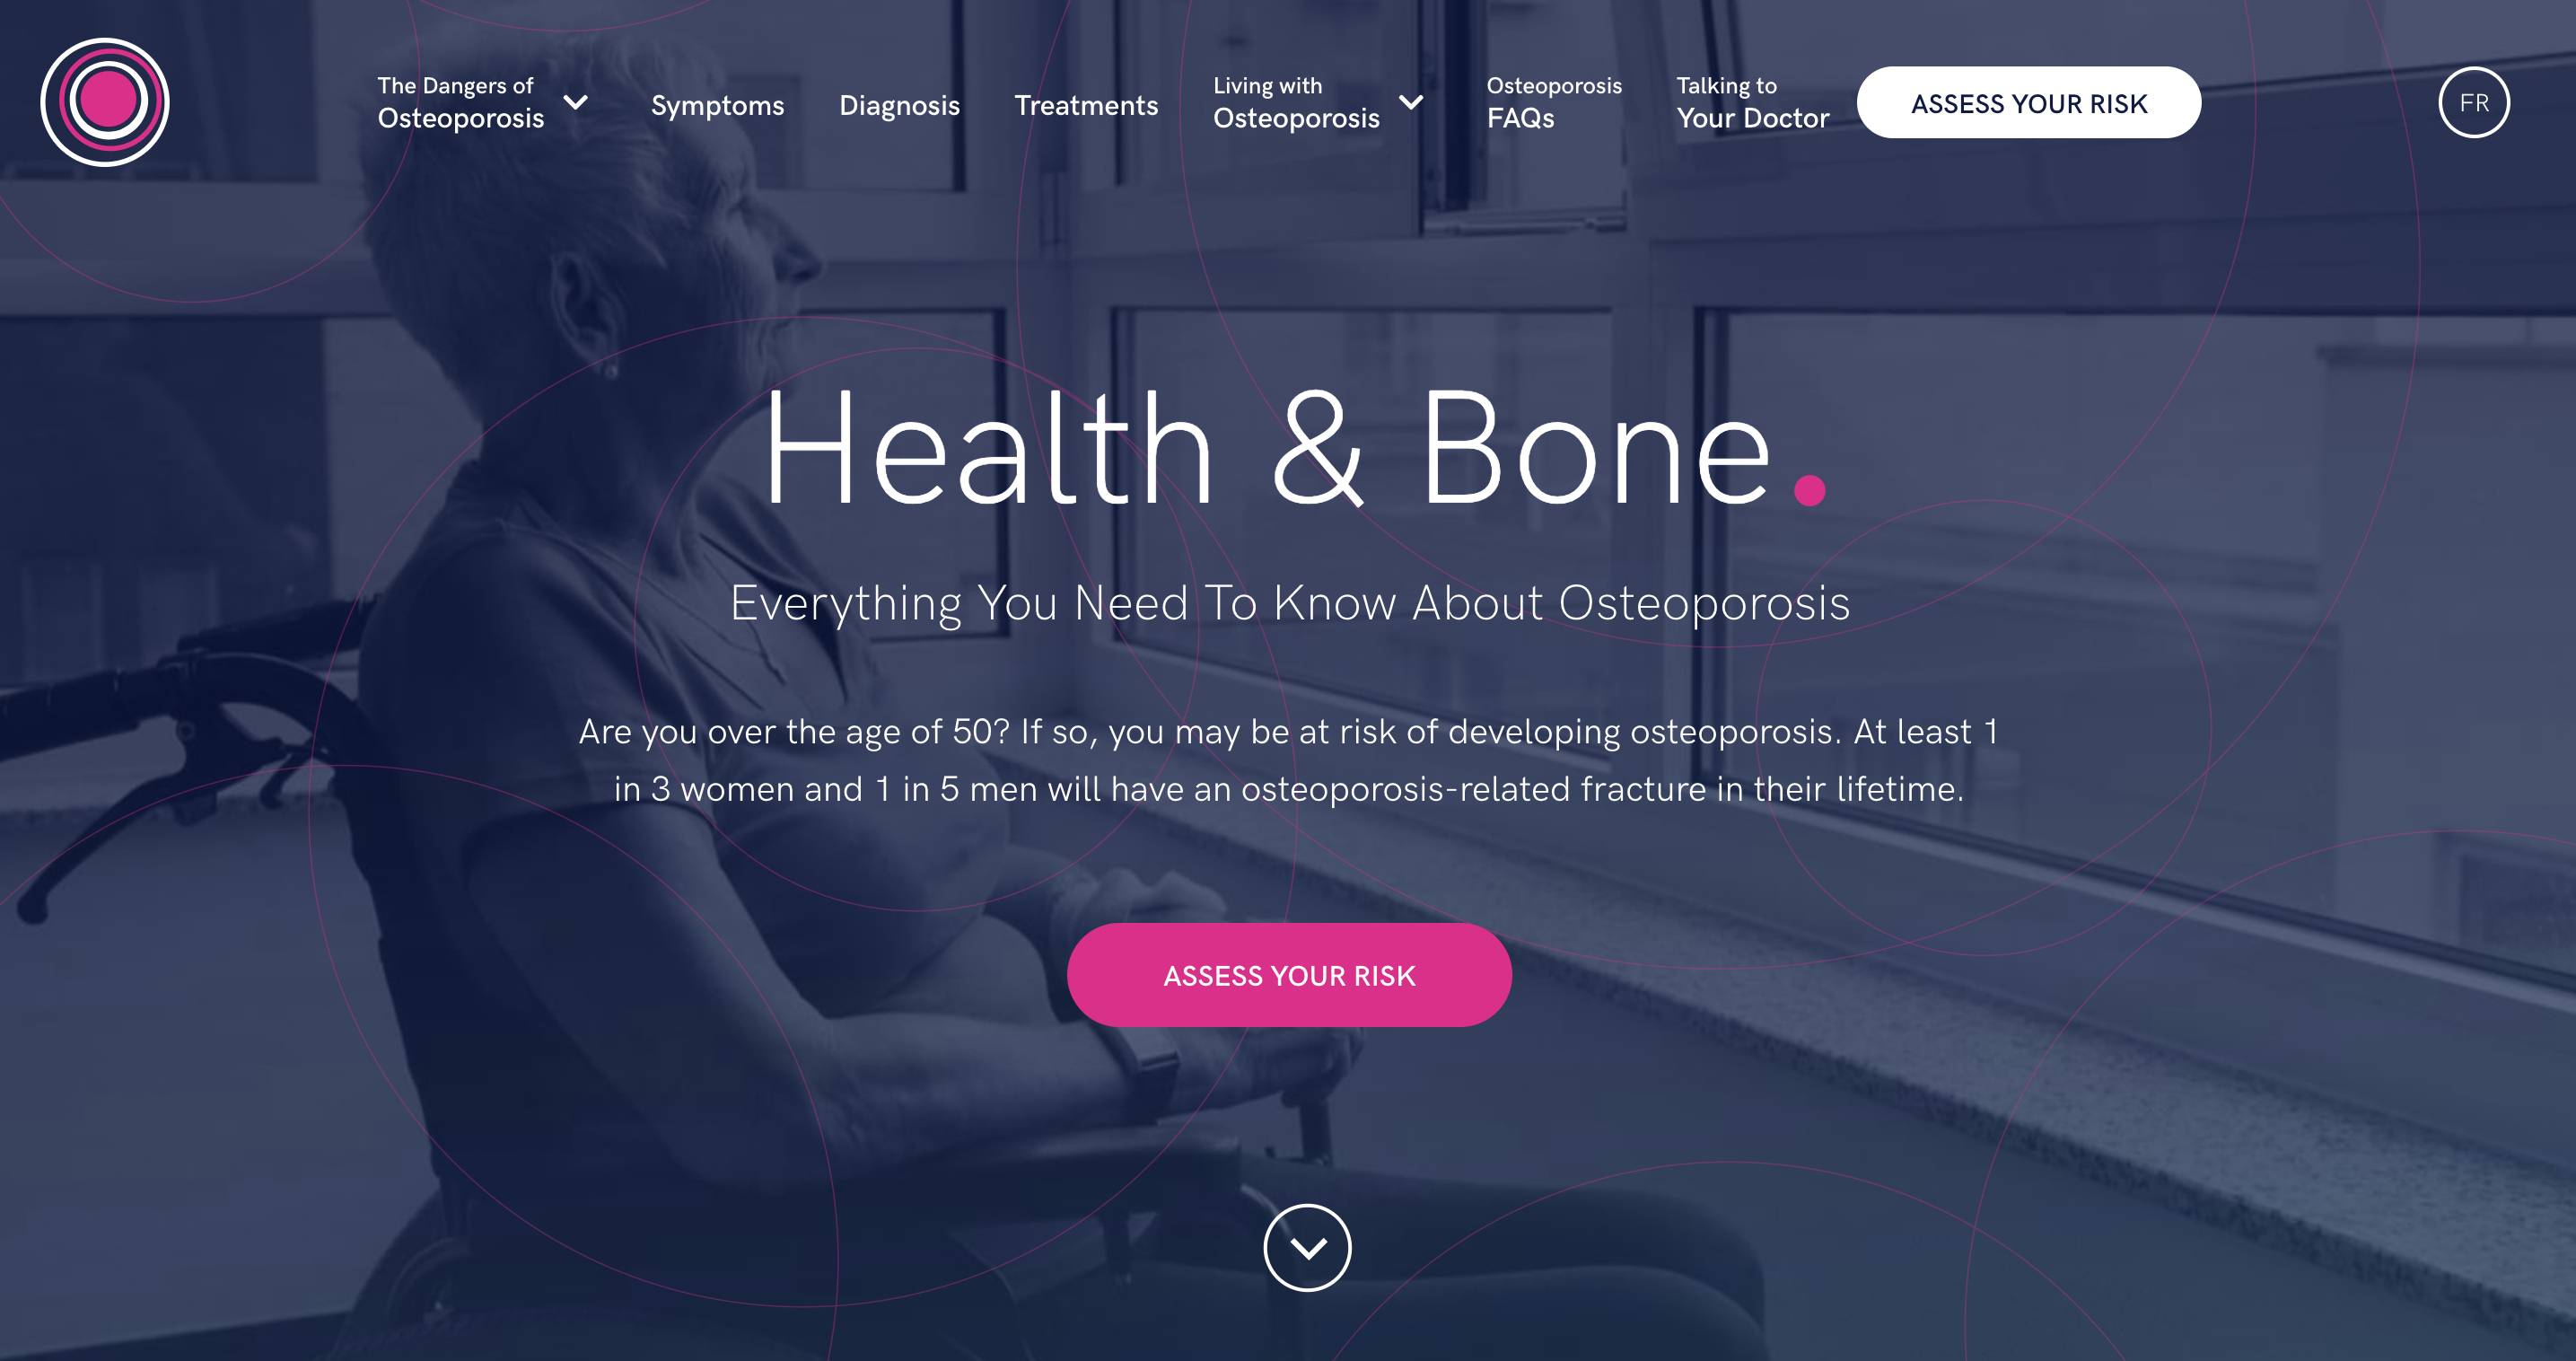 The Dangers of
Osteoporosis
Symptoms
Diagnosis
Treatments
Living with
Osteoporosis
Osteoporosis
FAQs
Talking to
Your Doctor
ASSESS YOUR RISK
FR
Health & Bone.
Everything You Need To Know About Osteoporosis
Are you over the age of 50? If so, you may be at risk of developing osteoporosis. At least 1
in 3 women and 1 in 5 men will have an osteoporosis-related fracture in their lifetime.
ASSESS YOUR RISK